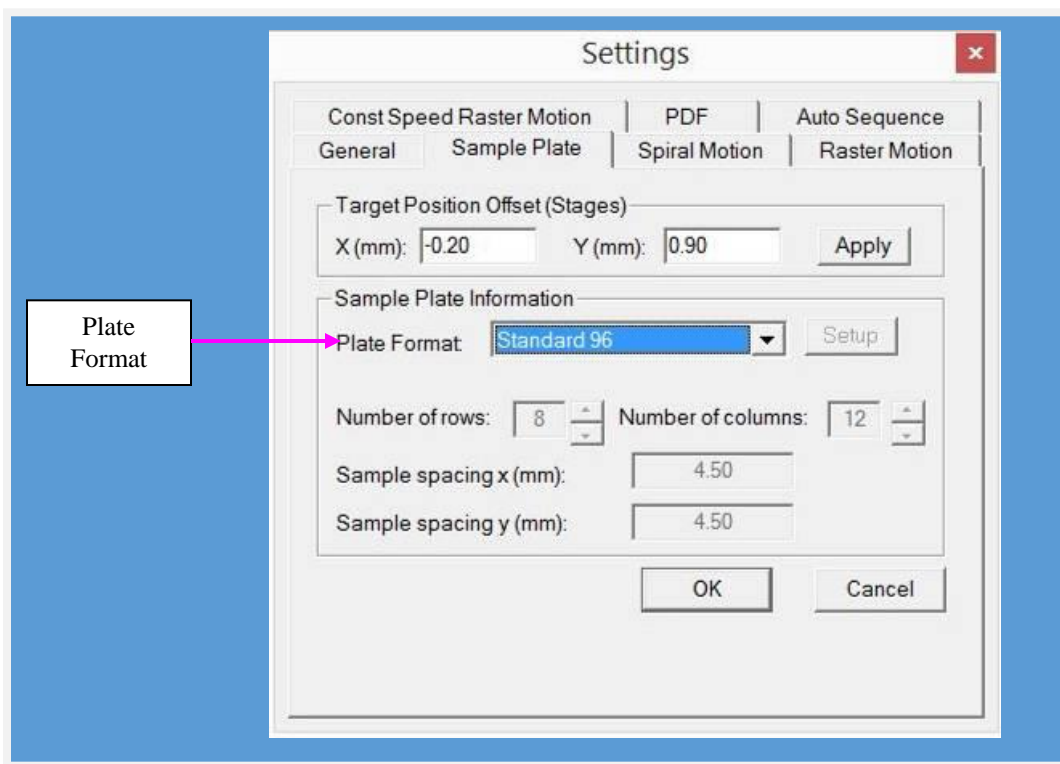 Settings
Const Speed Raster Motion PDF Auto Sequence
General Sample Plate Spiral Motion Raster Motion
Target Position Offset (Stages)
X (mm): -0.20 Y (mm): 0.90 Apply
Sample Plate Information
Plate
Format
Plate Format: Standard 96 Setup
Number of rows: 8 Number of columns: 12
Sample spacing x (mm): 4.50
Sample spacing y (mm): 4.50
OK Cancel